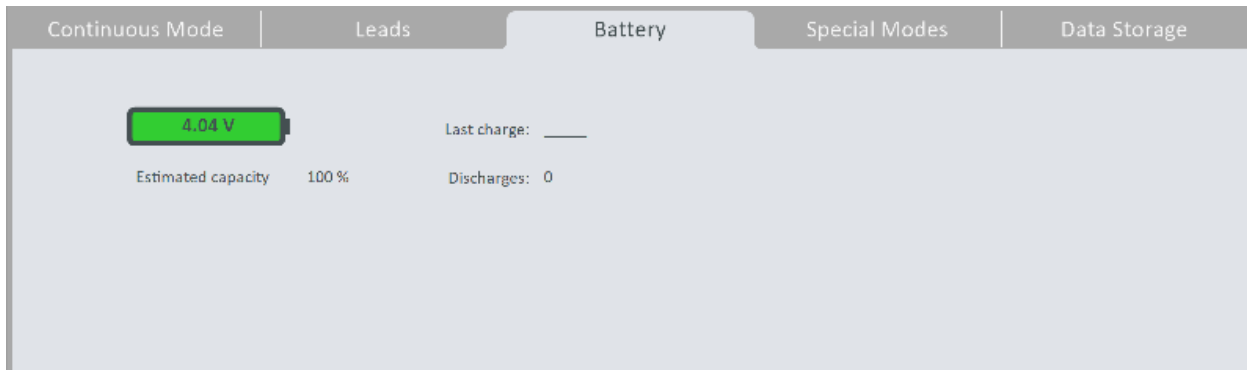 Continuous Mode Leads Battery Special Modes Data Storage
4.04 V Last charge: _____
Estimated capacity 100 % Discharges: 0